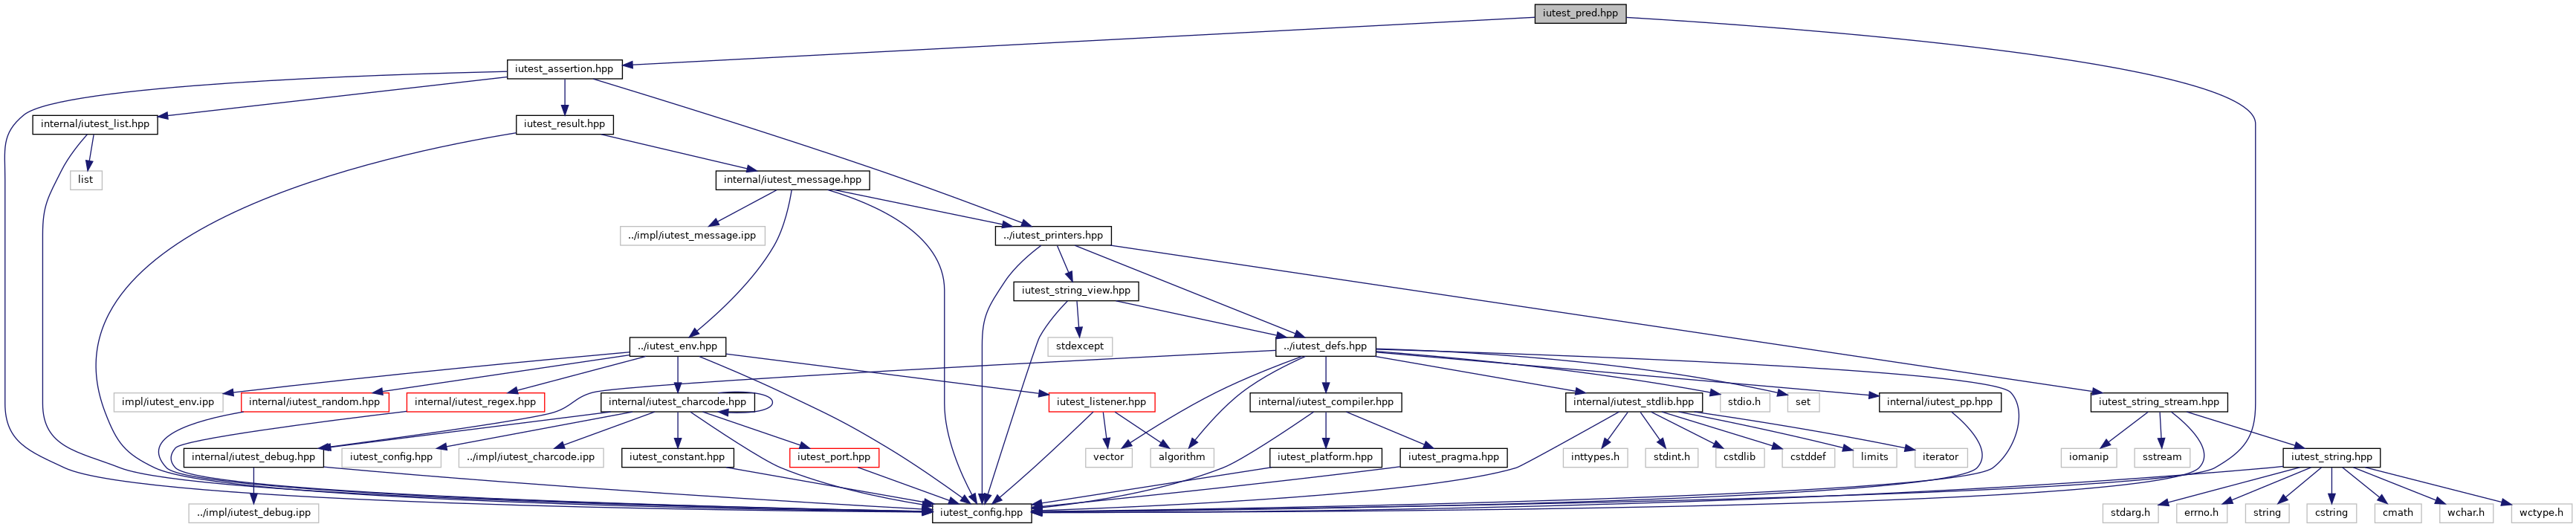 iutest_pred.hpp
iutest_assertion.hpp
internal/iutest_list.hpp
iutest_result.hpp
list
internal/iutest_message.hpp
../impl/iutest_message.ipp
../iutest_printers.hpp
iutest_string_view.hpp
../iutest_env.hpp
stdexcept
../iutest_defs.hpp
impl/iutest_env.ipp
internal/iutest_random.hpp
internal/iutest_regex.hpp
internal/iutest_charcode.hpp
iutest_listener.hpp
internal/iutest_compiler.hpp
internal/iutest_stdlib.hpp
stdio.h
set
internal/iutest_pp.hpp
iutest_string_stream.hpp
internal/iutest_debug.hpp
iutest_config.hpp
../impl/iutest_charcode.ipp
iutest_constant.hpp
iutest_port.hpp
vector
algorithm
iutest_platform.hpp
iutest_pragma.hpp
inttypes.h
stdint.h
cstdlib
cstddef
limits
iterator
iomanip
sstream
iutest_string.hpp
../impl/iutest_debug.ipp
iutest_config.hpp
stdarg.h
errno.h
string
cstring
cmath
wchar.h
wctype.h